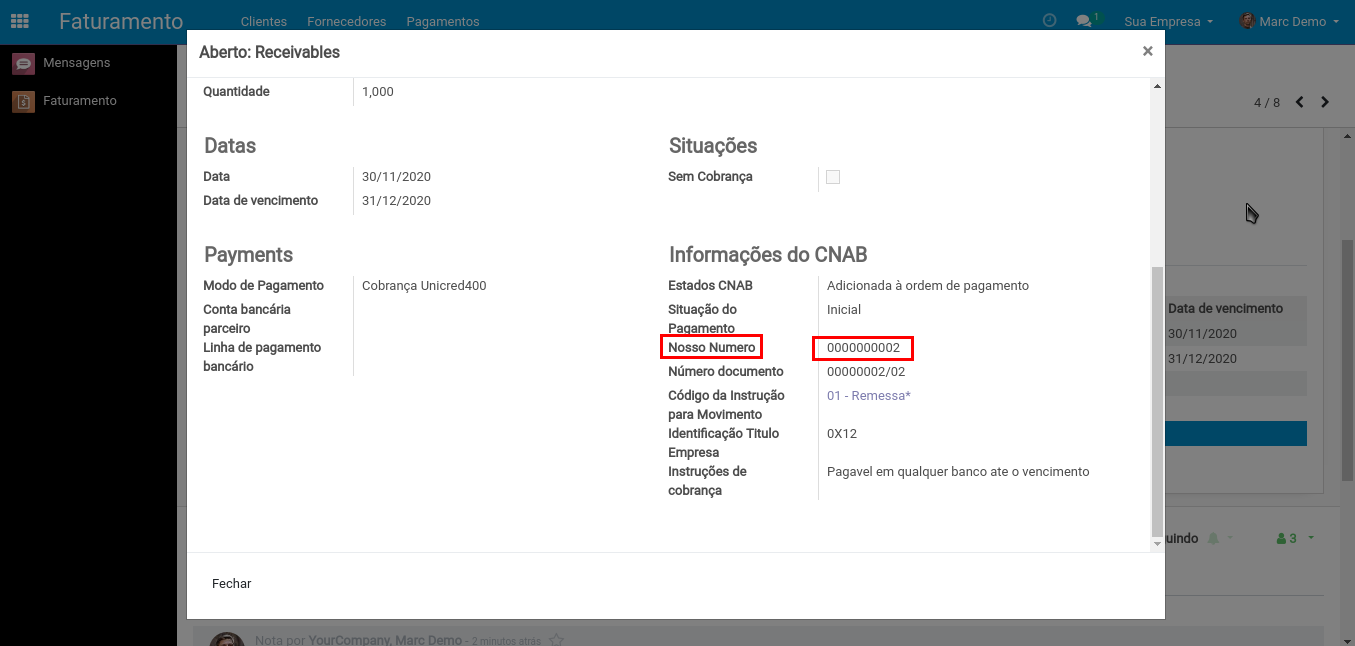 Faturamento
Clientes Fornecedores Pagamentos 1 Sua Empresa Marc Demo
Mensagens
Faturamento
Aberto: Receivables ×
Quantidade 1,000
4 / 8
Datas
Data 30/11/2020
Data de vencimento 31/12/2020
Situações
Sem Cobrança
Payments
Modo de Pagamento Cobrança Unicred400
Conta bancária
parceiro
Linha de pagamento
bancário
Informações do CNAB
Estados CNAB Adicionada à ordem de pagamento
Situação do Inicial
Pagamento
Nosso Numero 0000000002
Número documento 00000002/02
Código da Instrução 01 - Remessa*
para Movimento
Identificação Titulo 0X12
Empresa
Instruções de Pagavel em qualquer banco ate o vencimento
cobrança
Data de vencimento
30/11/2020
31/12/2020
uindo 3
Fechar
Nota por YourCompany, Marc Demo - 2 minutos atrás